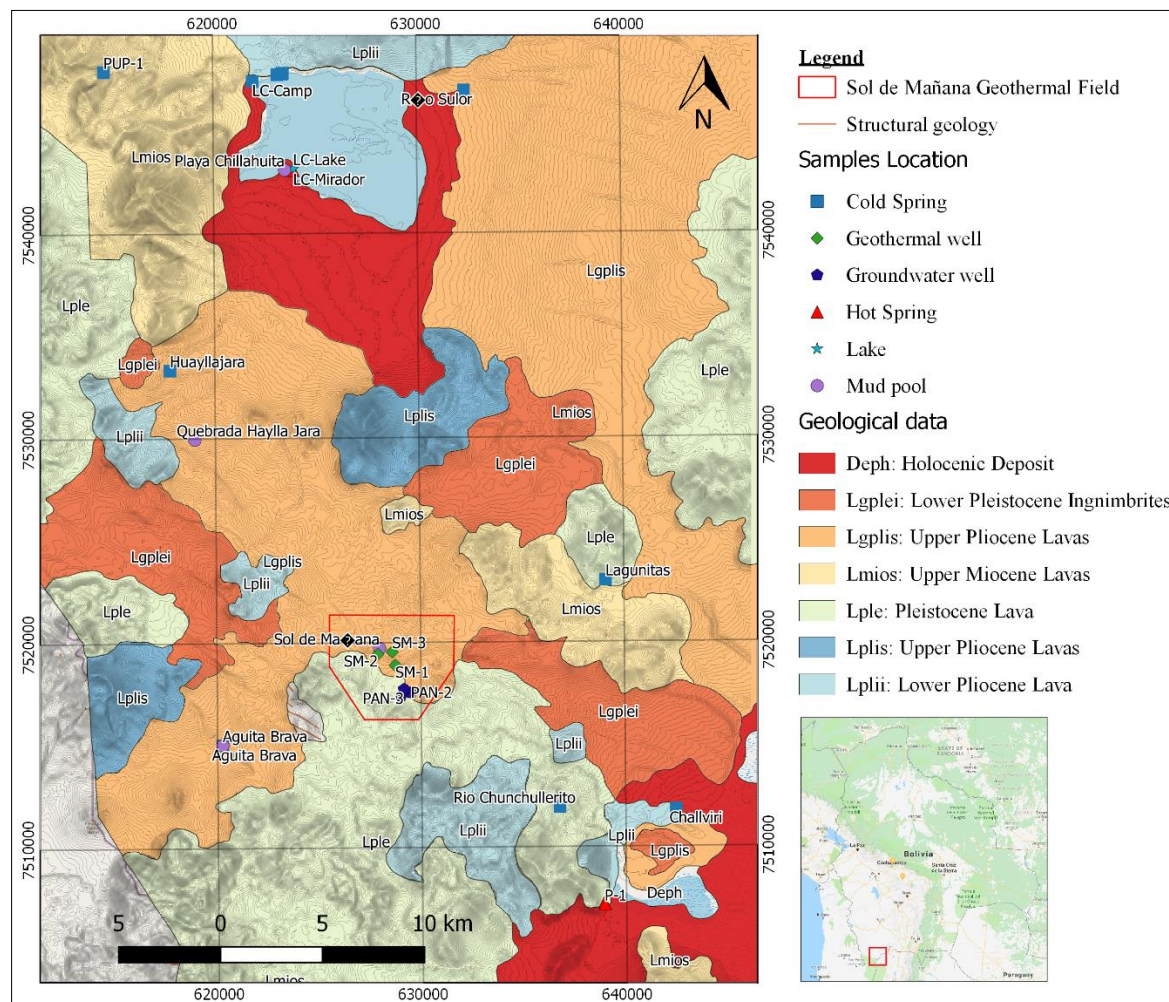 620000
630000
640000
PUP-1
Lplii
LC-Camp
R�o Sulor
N
Lmios
Playa Chillahuita
LC-Lake
LC-Mirador
7540000
7540000
Lgplis
Lple
Lgplei
Huayllajara
Lple
Lplis
Lmios
Quebrada Haylla Jara
7530000
7530000
Lplii
Lgplei
Lmios
Lgplei
Lgplis
Lple
Lplii
Lagunitas
Lple
Lmios
Sol de Ma�ana
SM-3
7520000
7520000
SM-2
SM-1
Lplis
PAN-3
PAN-2
Lgplei
Aguita Brava
Aguita Brava
Lplii
Rio Chunchullerito
Challviri
7510000
7510000
Lple
Lplii
Lplii
Lgplis
Deph
P-1
5 0 5 10 km
Lmios
Lmios
620000
630000
640000
Legend
Sol de Mañana Geothermal Field
Structural geology
Samples Location
Cold Spring
Geothermal well
Groundwater well
Hot Spring
Lake
Mud pool
Geological data
Deph: Holocenic Deposit
Lgplei: Lower Pleistocene Ingnimbrites
Lgplis: Upper Pliocene Lavas
Lmios: Upper Miocene Lavas
Lple: Pleistocene Lava
Lplis: Upper Pliocene Lavas
Lplii: Lower Pliocene Lava
Bolivia
Paraguay